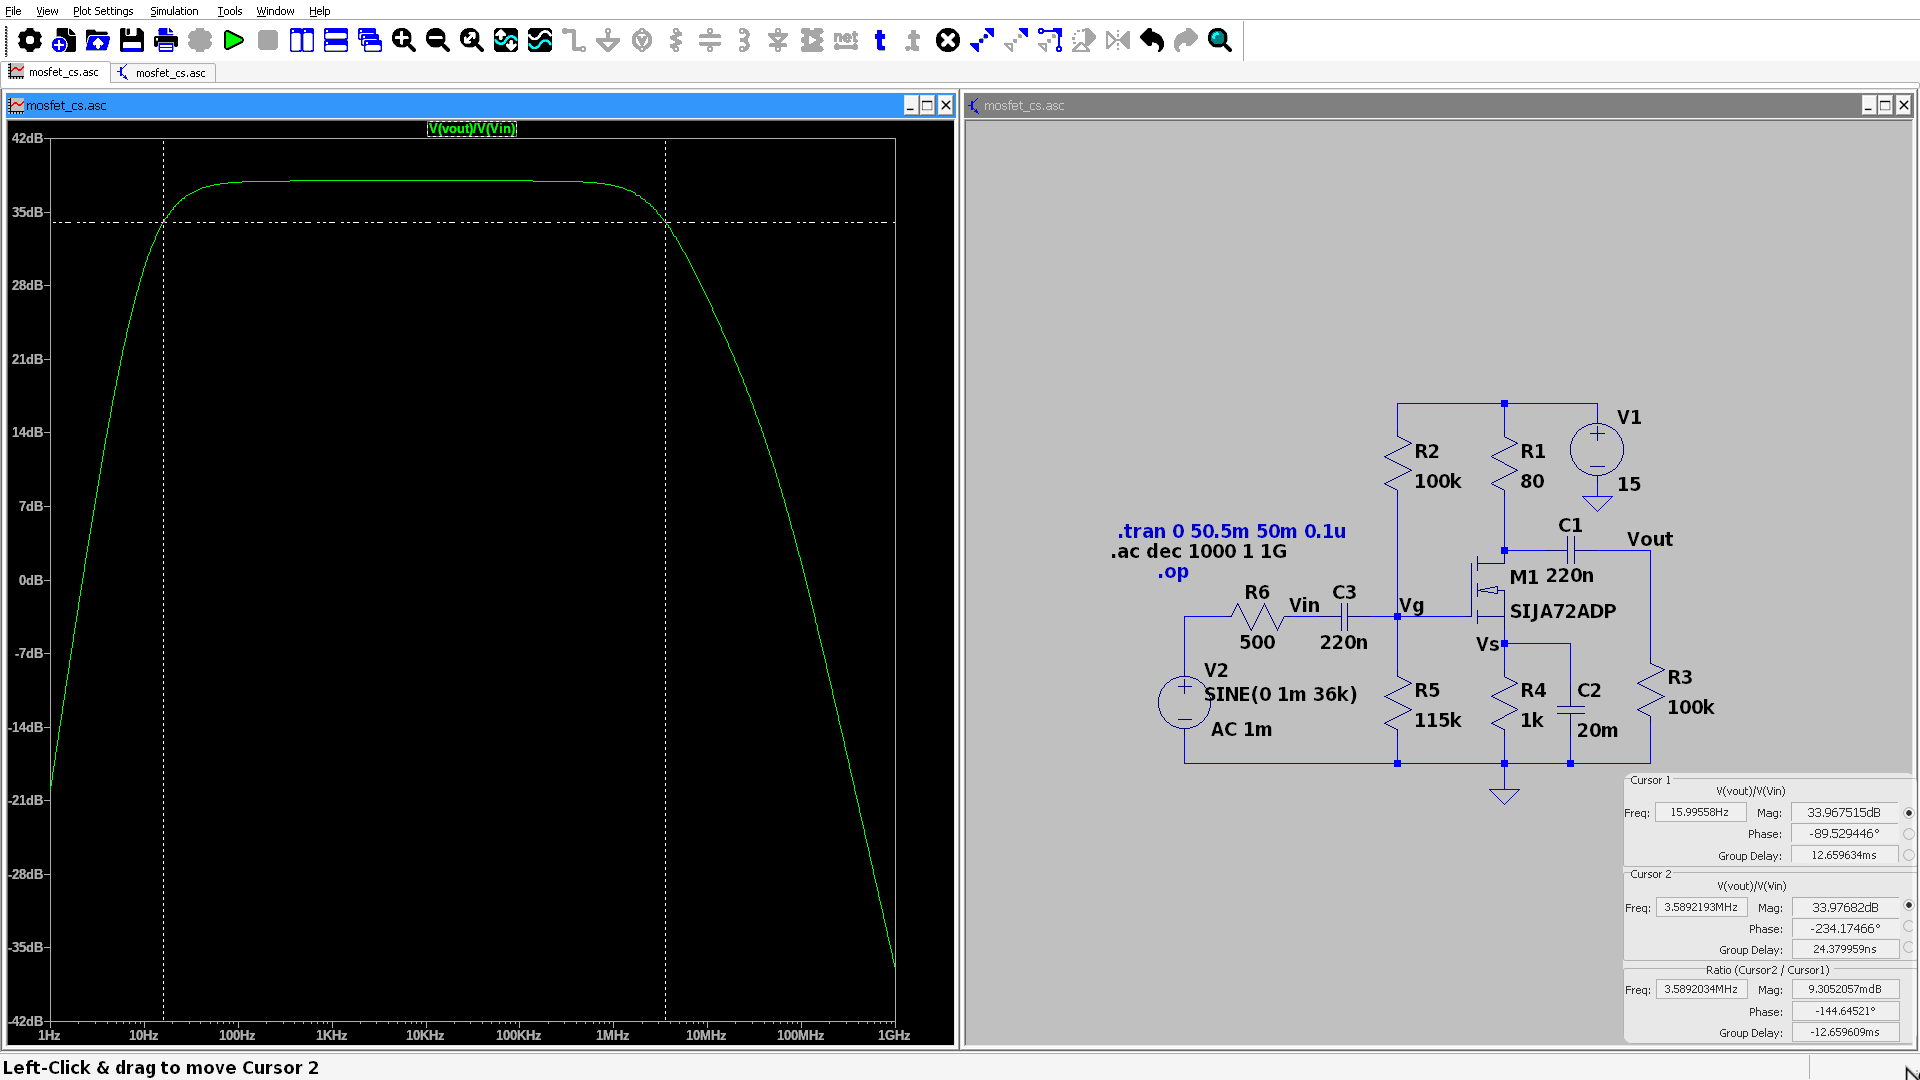 File View Plot Settings Simulation Tools Window Help
net t t
mosfet_cs.asc mosfet_cs.asc
mosfet_cs.asc
V(vout)/V(Vin)
42dB
35dB
28dB
21dB
14dB
7dB
0dB
-7dB
-14dB
-21dB
-28dB
-35dB
-42dB
1Hz 10Hz 100Hz 1KHz 10KHz 100KHz 1MHz 10MHz 100MHz 1GHz
mosfet_cs.asc
V1
15
R2
100k
R1
80
.tran 0 50.5m 50m 0.1u
.ac dec 1000 1 1G
.op
C1
220n
Vout
M1
SIJA72ADP
R6
500
Vin
C3
220n
Vg
Vs
V2
SINE(0 1m 36k)
AC 1m
R5
115k
R4
1k
C2
20m
R3
100k
Cursor 1
V(vout)/V(Vin)
Freq: 15.99558Hz Mag: 33.967515dB
Phase: -89.529446°
Group Delay: 12.659634ms
Cursor 2
V(vout)/V(Vin)
Freq: 3.5892193MHz Mag: 33.97682dB
Phase: -234.17466°
Group Delay: 24.379959ns
Ratio (Cursor2 / Cursor1)
Freq: 3.5892034MHz Mag: 9.3052057mdB
Phase: -144.64521°
Group Delay: -12.659609ms
Left-Click & drag to move Cursor 2